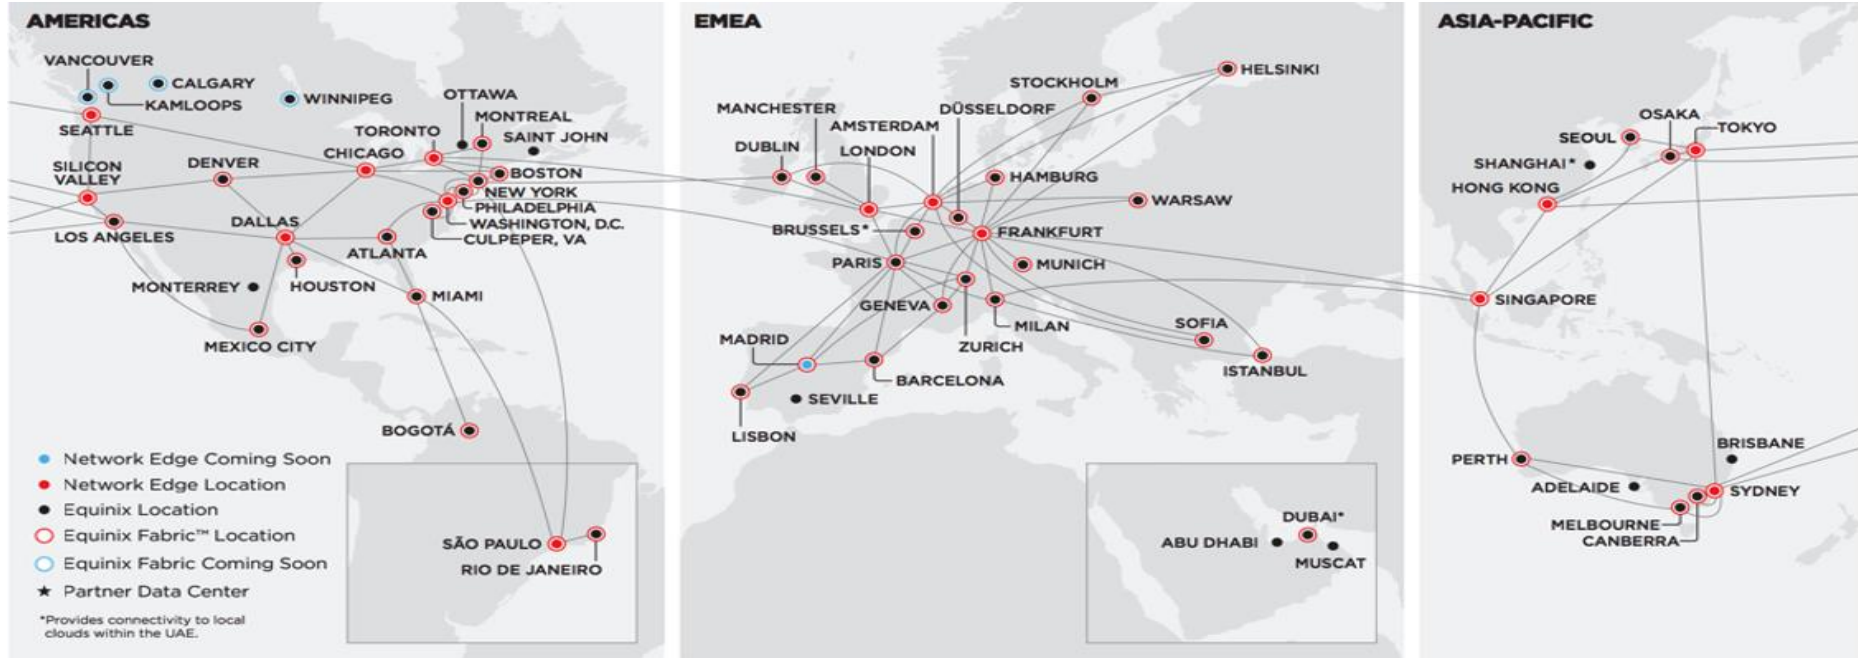 AMERICAS
VANCOUVER
CALGARY
KAMLOOPS
WINNIPEG
SEATTLE
OTTAWA
MONTREAL
TORONTO
SAINT JOHN
CHICAGO
SILICON
VALLEY
DENVER
BOSTON
NEW YORK
PHILADELPHIA
WASHINGTON, D.C.
CULPEPER, VA
LOS ANGELES
DALLAS
ATLANTA
MONTERREY
HOUSTON
MIAMI
MEXICO CITY
BOGOTÁ
SÃO PAULO
RIO DE JANEIRO
Network Edge Coming Soon
Network Edge Location
Equinix Location
Equinix Fabric™ Location
Equinix Fabric Coming Soon
★ Partner Data Center
*Provides connectivity to local
clouds within the UAE.
EMEA
HELSINKI
STOCKHOLM
MANCHESTER
DÜSSELDORF
AMSTERDAM
DUBLIN
LONDON
HAMBURG
WARSAW
BRUSSELS*
FRANKFURT
PARIS
MUNICH
GENEVA
MILAN
SOFIA
MADRID
ZURICH
ISTANBUL
BARCELONA
SEVILLE
LISBON
DUBAI*
ABU DHABI
MUSCAT
ASIA-PACIFIC
OSAKA
TOKYO
SEOUL
SHANGHAI*
HONG KONG
SINGAPORE
BRISBANE
PERTH
ADELAIDE
SYDNEY
MELBOURNE
CANBERRA